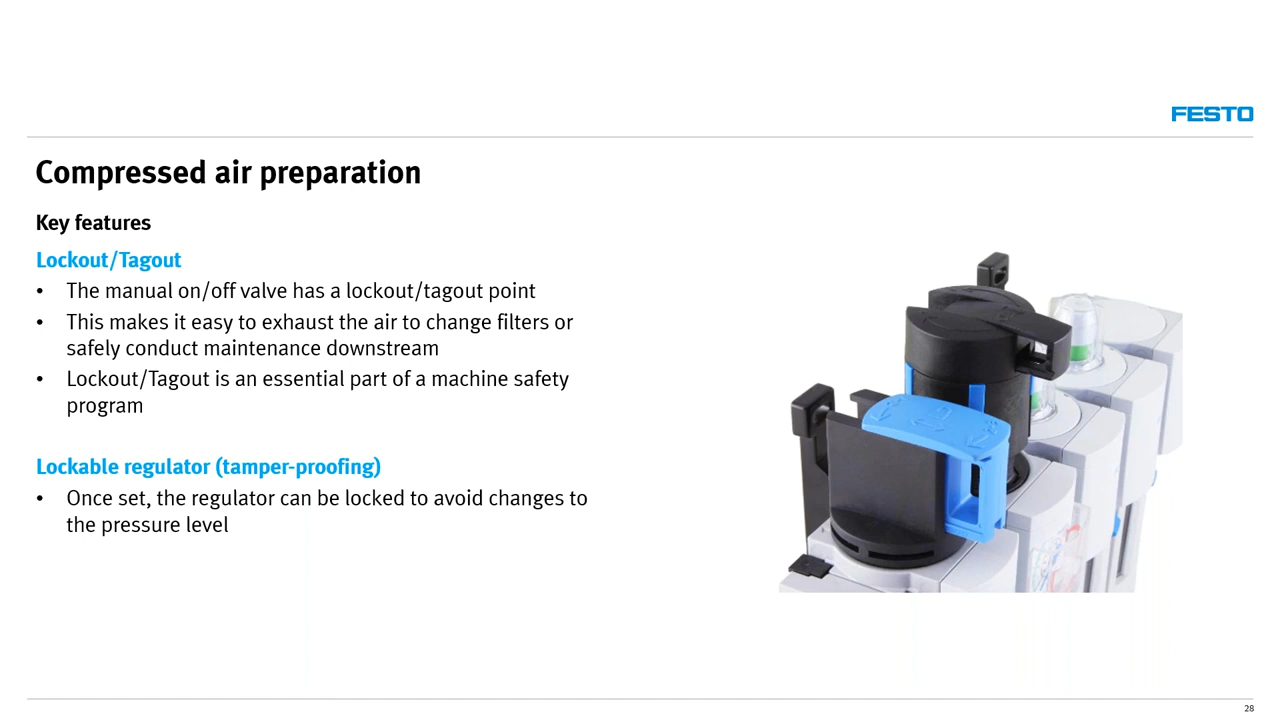 FESTO
Compressed air preparation
Key features
Lockout/Tagout
• The manual on/off valve has a lockout/tagout point
• This makes it easy to exhaust the air to change filters or
safely conduct maintenance downstream
• Lockout/Tagout is an essential part of a machine safety
program
Lockable regulator (tamper-proofing)
• Once set, the regulator can be locked to avoid changes to
the pressure level
28